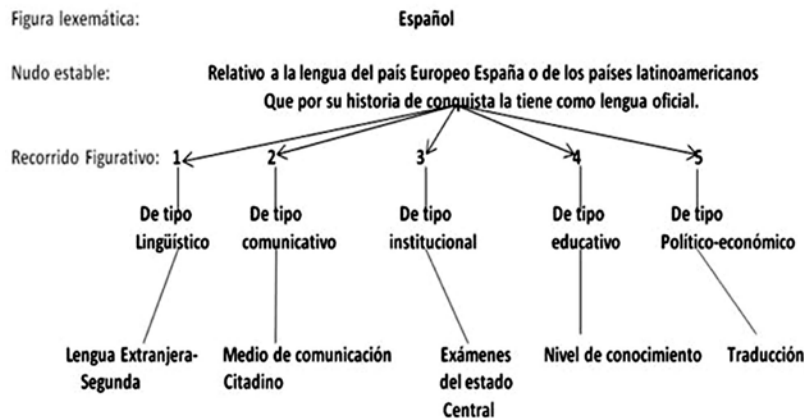 Figura lexemática: Español
Nudo estable: Relativo a la lengua del país Europeo España o de los países latinoamericanos
Que por su historia de conquista la tiene como lengua oficial.
Recorrido Figurativo: 1 2 3 4 5
De tipo De tipo De tipo De tipo De tipo
Lingüístico comunicativo institucional educativo Político-económico
Lengua Extranjera- Medio de comunicación Exámenes Nivel de conocimiento Traducción
Segunda Citadino del estado
Central